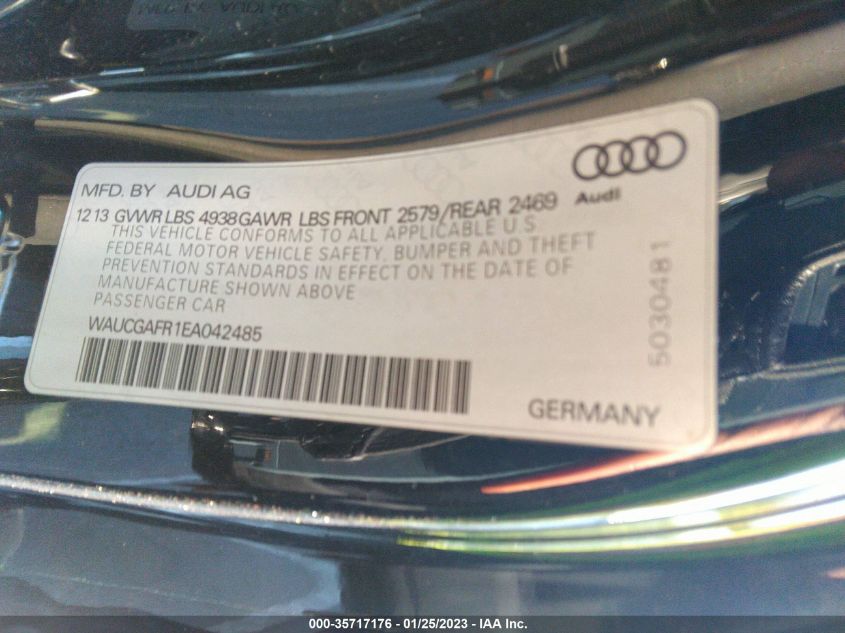 MFD. BY AUDI AG
Audi
12 13 GVWR LBS 4938 GAWR LBS FRONT 2579/REAR 2469
THIS VEHICLE CONFORMS TO ALL APPLICABLE U.S
FEDERAL MOTOR VEHICLE SAFETY, BUMPER AND THEFT
PREVENTION STANDARDS IN EFFECT ON THE DATE OF
MANUFACTURE SHOWN ABOVE
PASSENGER CAR
WAUCGAFR1EA042485
5030481
GERMANY
000-35717176 - 01/25/2023 - IAA Inc.